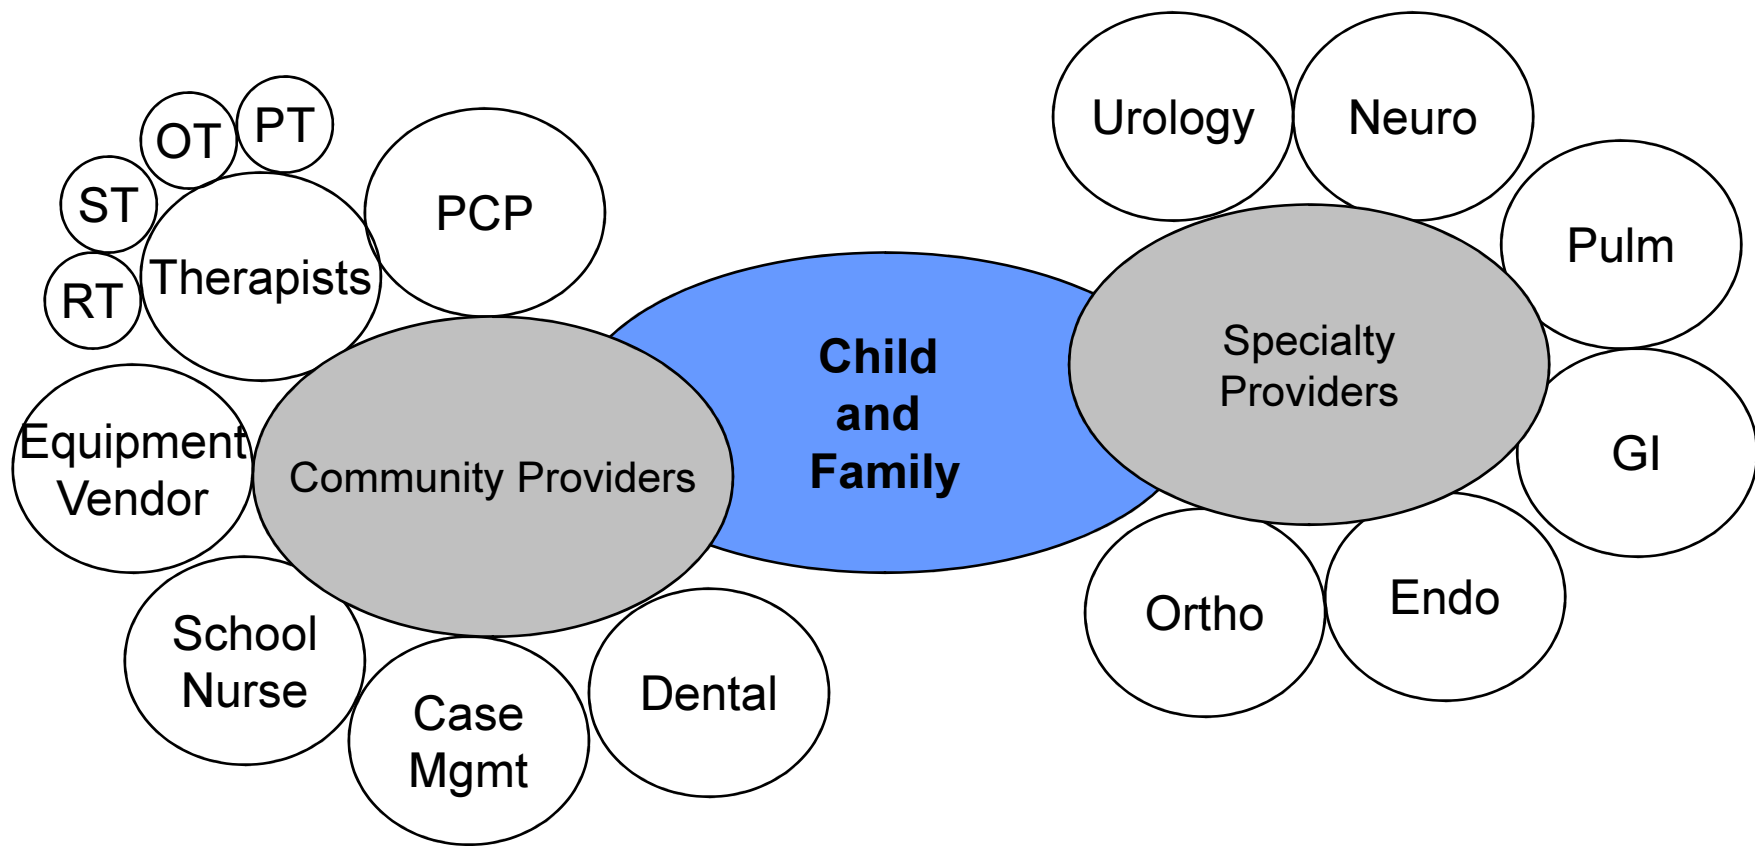 PT
OT
ST
RT
Therapists
PCP
Equipment
Vendor
Community Providers
School
Nurse
Case
Mgmt
Dental
Child
and
Family
Urology
Neuro
Pulm
Specialty
Providers
GI
Endo
Ortho